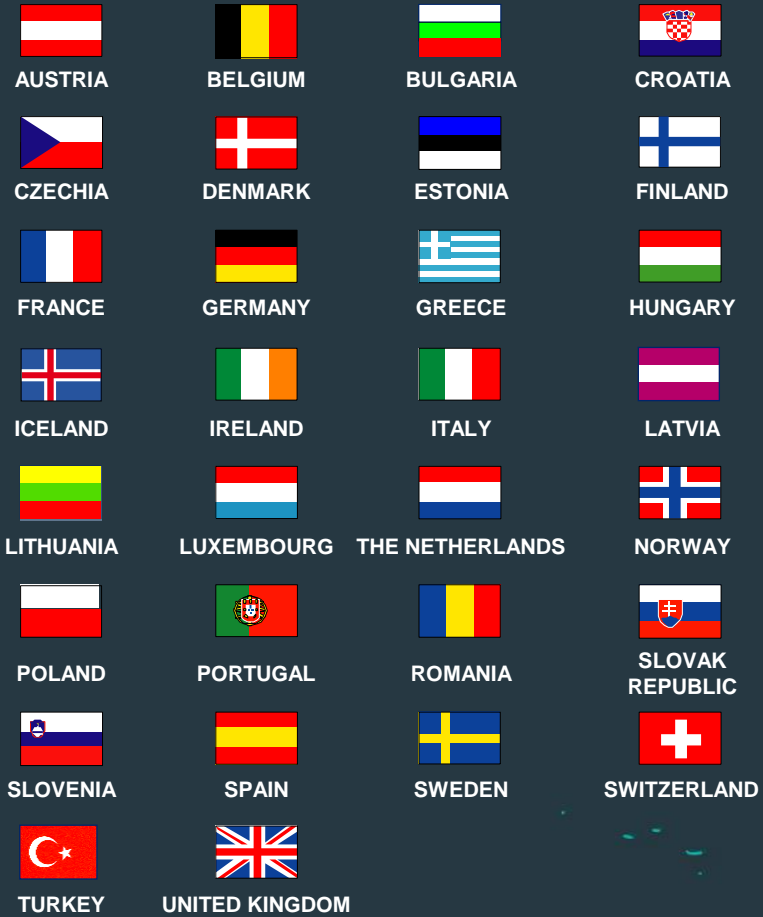 AUSTRIA BELGIUM BULGARIA CROATIA
CZECHIA DENMARK ESTONIA FINLAND
FRANCE GERMANY GREECE HUNGARY
ICELAND IRELAND ITALY LATVIA
LITHUANIA LUXEMBOURG THE NETHERLANDS NORWAY
POLAND PORTUGAL ROMANIA SLOVAK
REPUBLIC
SLOVENIA SPAIN SWEDEN SWITZERLAND
TURKEY UNITED KINGDOM